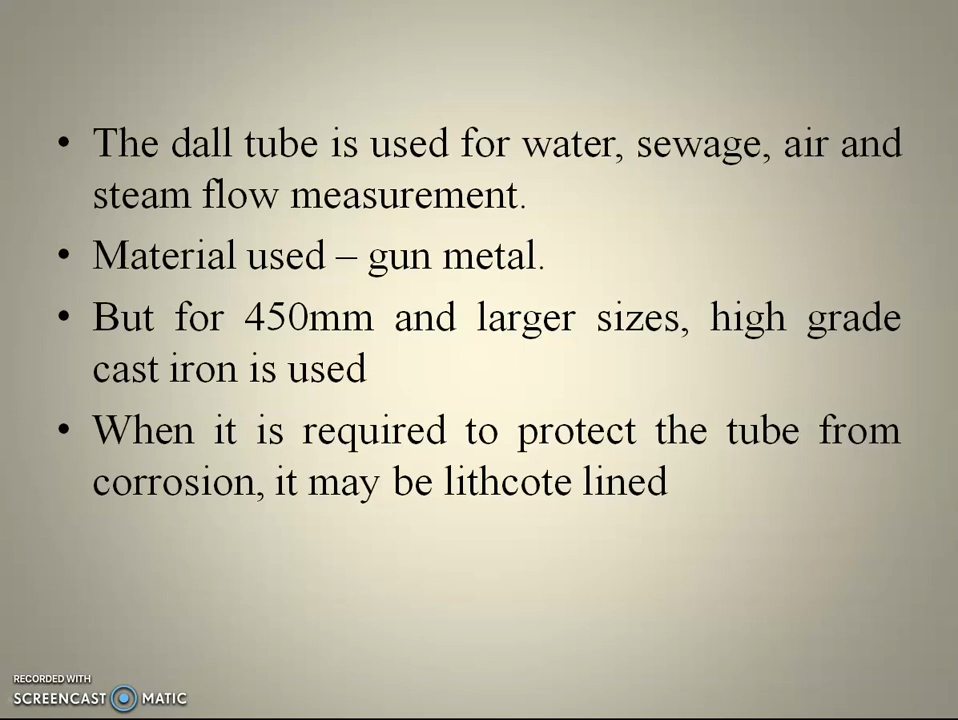 • The dall tube is used for water, sewage, air and
steam flow measurement.
• Material used – gun metal.
• But for 450mm and larger sizes, high grade
cast iron is used
• When it is required to protect the tube from
corrosion, it may be lithcote lined
RECORDED WITH
SCREENCAST MATIC